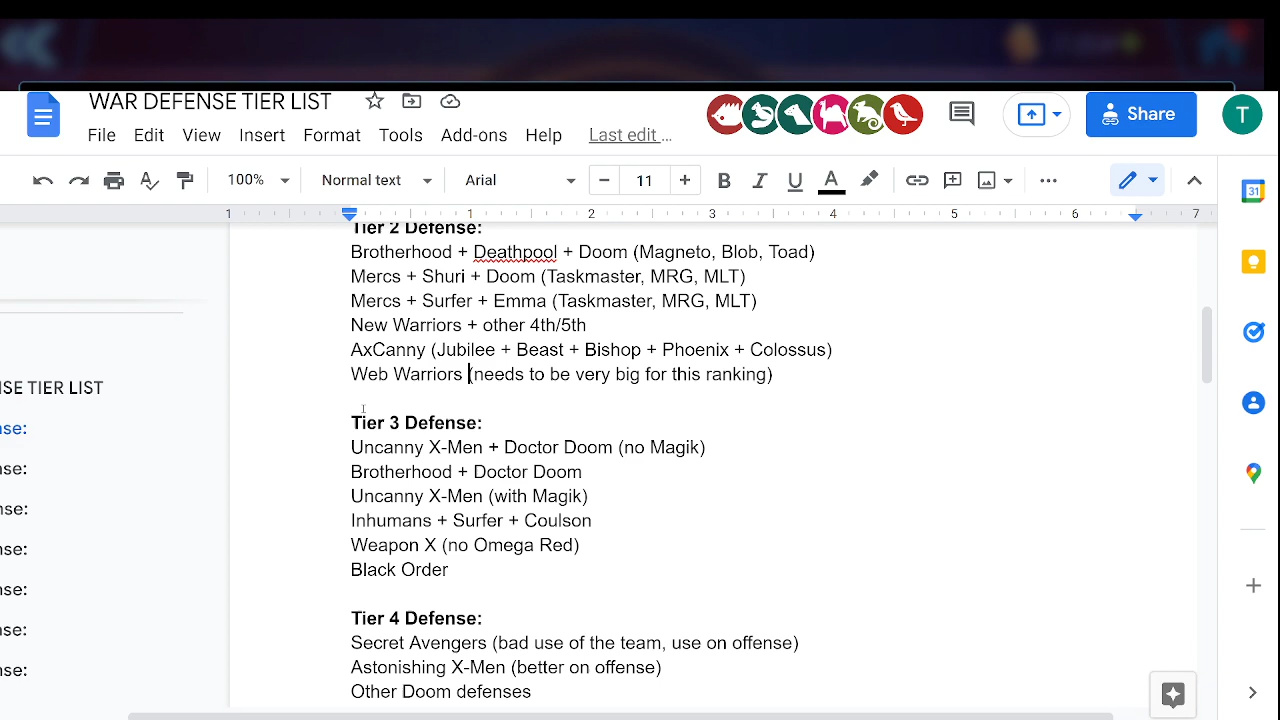 WAR DEFENSE TIER LIST
File Edit View Insert Format Tools Add-ons Help Last edit ...
Share
T
100% Normal text Arial 11 B I U A
31
1 1 2 3 4 5 6 7
Tier 2 Defense:
Brotherhood + Deathpool + Doom (Magneto, Blob, Toad)
Mercs + Shuri + Doom (Taskmaster, MRG, MLT)
Mercs + Surfer + Emma (Taskmaster, MRG, MLT)
New Warriors + other 4th/5th
AxCanny (Jubilee + Beast + Bishop + Phoenix + Colossus)
Web Warriors (needs to be very big for this ranking)
Tier 3 Defense:
Uncanny X-Men + Doctor Doom (no Magik)
Brotherhood + Doctor Doom
Uncanny X-Men (with Magik)
Inhumans + Surfer + Coulson
Weapon X (no Omega Red)
Black Order
Tier 4 Defense:
Secret Avengers (bad use of the team, use on offense)
Astonishing X-Men (better on offense)
Other Doom defenses
NSE TIER LIST
nse:
nse:
nse:
nse:
nse:
nse:
nse: